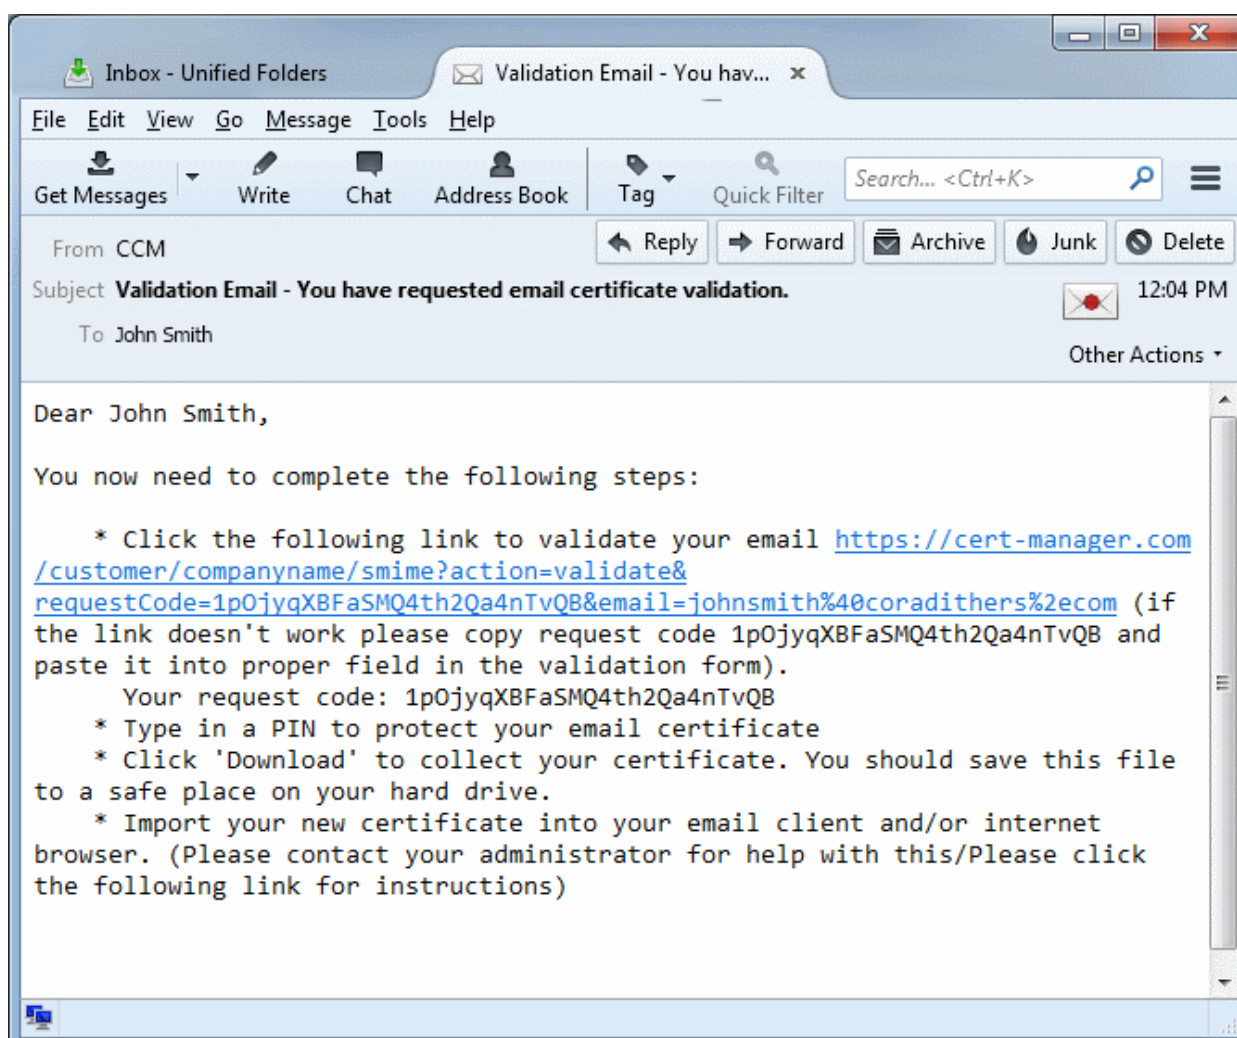 Inbox - Unified Folders
Validation Email - You hav... x
File Edit View Go Message Tools Help
Get Messages Write Chat Address Book Tag Quick Filter Search... <Ctrl+K>
From CCM Reply Forward Archive Junk Delete
Subject Validation Email - You have requested email certificate validation. 12:04 PM
To John Smith
Other Actions
Dear John Smith,
You now need to complete the following steps:
* Click the following link to validate your email https://cert-manager.com
/customer/companyname/smime?action=validate&
requestCode=1pOjyqXBFaSMQ4th2Qa4nTvQB&email=johnsmith%40coradithers%2ecom (if
the link doesn't work please copy request code 1pOjyqXBFaSMQ4th2Qa4nTvQB and
paste it into proper field in the validation form).
Your request code: 1pOjyqXBFaSMQ4th2Qa4nTvQB
* Type in a PIN to protect your email certificate
* Click 'Download' to collect your certificate. You should save this file
to a safe place on your hard drive.
* Import your new certificate into your email client and/or internet
browser. (Please contact your administrator for help with this/Please click
the following link for instructions)